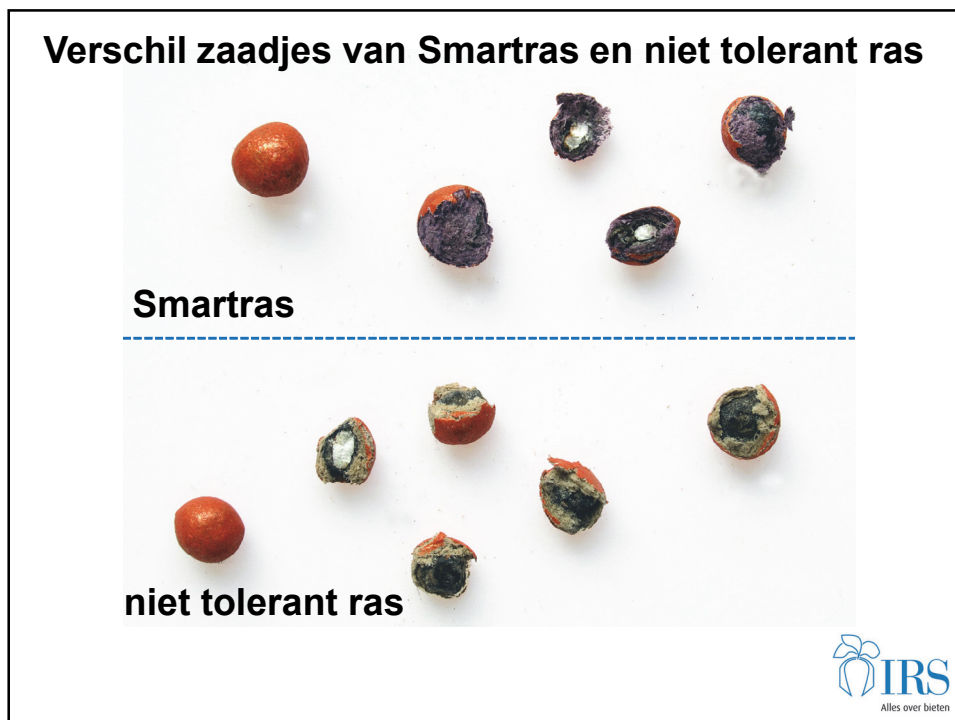 Verschil zaadjes van Smartras en niet tolerant ras
Smartras
niet tolerant ras
IRS
Alles over bieten